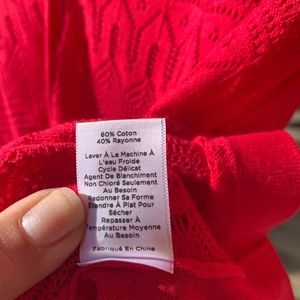 60% Coton
40% Rayonne
Laver À La Machine À
L'eau Froide
Cycle Délicat
Agent De Blanchiment
Non Chloré Seulement
Au Besoin
Redonner Sa Forme
Étendre À Plat Pour
Sécher
Repasser À
Température Moyenne
Au Besoin
Fabriqué En Chine